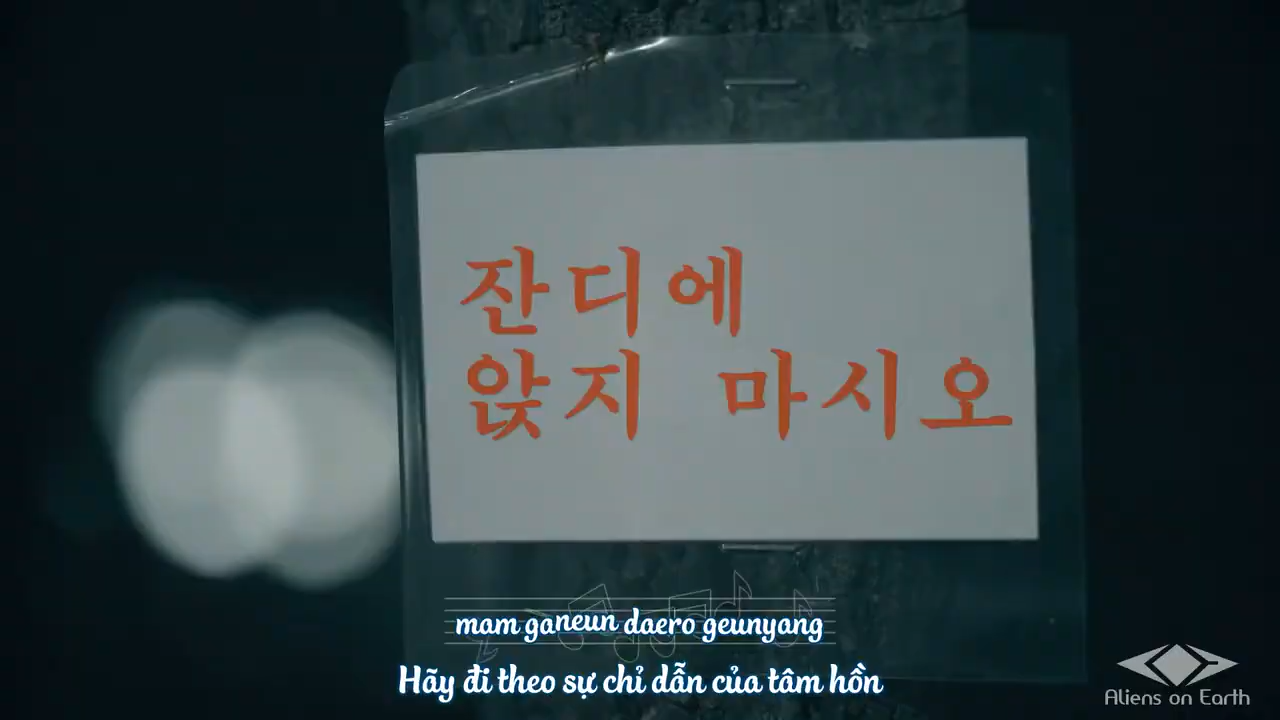 잔디에
앉지 마시오
mam ganeun daero geunyang
Hãy đi theo sự chỉ dẫn của tâm hồn
Aliens on Earth